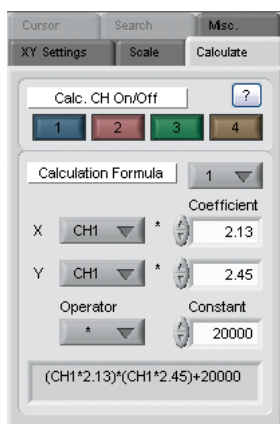 Cursor Search Misc.
XY Settings Scale Calculate
Calc. CH On/Off ?
1 2 3 4
Calculation Formula 1
Coefficient
X CH1 * 2.13
Y CH1 * 2.45
Operator Constant
* 20000
(CH1*2.13)*(CH1*2.45)+20000